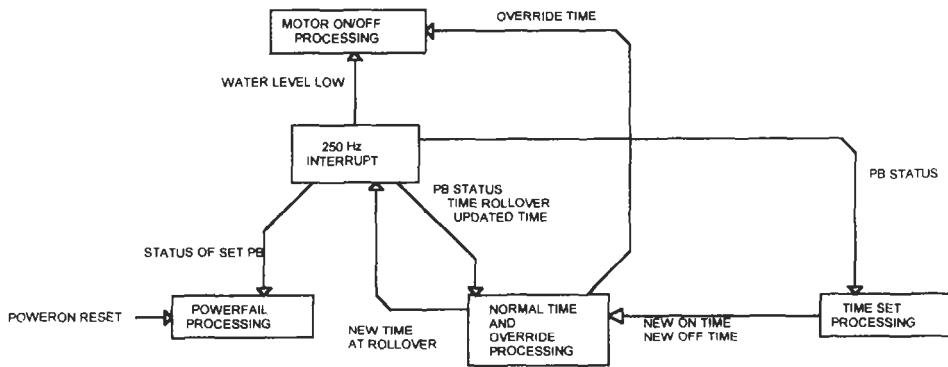 MOTOR ON/OFF
PROCESSING
OVERRIDE TIME
WATER LEVEL LOW
250 Hz
INTERRUPT
PB STATUS
PB STATUS
TIME ROLLOVER
UPDATED TIME
STATUS OF SET PB
POWERON RESET
POWERFAIL
PROCESSING
NEW TIME
AT ROLLOVER
NORMAL TIME
AND
OVERRIDE
PROCESSING
NEW ON TIME
NEW OFF TIME
TIME SET
PROCESSING